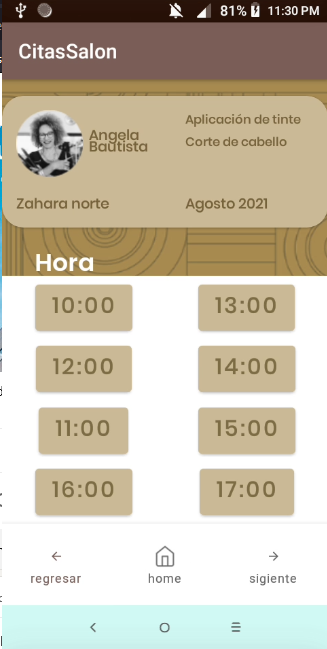 81% 11:30 PM
CitasSalon
Angela
Bautista
Aplicación de tinte
Corte de cabello
Zahara norte Agosto 2021
Hora
10:00 13:00
12:00 14:00
11:00 15:00
16:00 17:00
regresar home sigiente